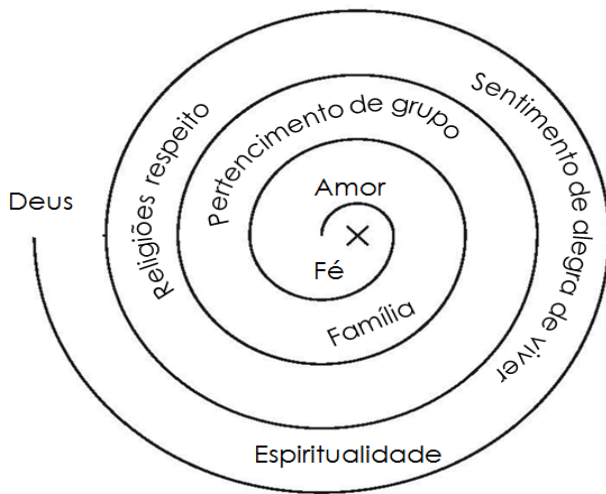 Sentimento de alegra de viver
Religiões respeito
Pertencimento de grupo
Deus
Amor
Fé
Família
Espiritualidade